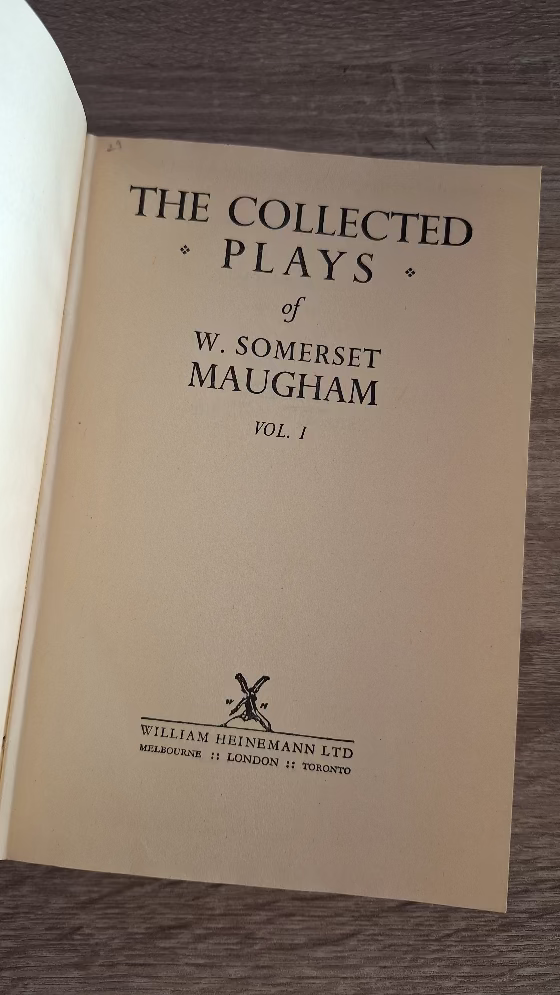 THE COLLECTED
PLAYS
of
W. SOMERSET
MAUGHAM
VOL. I
WILLIAM HEINEMANN LTD
MELBOURNE :: LONDON :: TORONTO